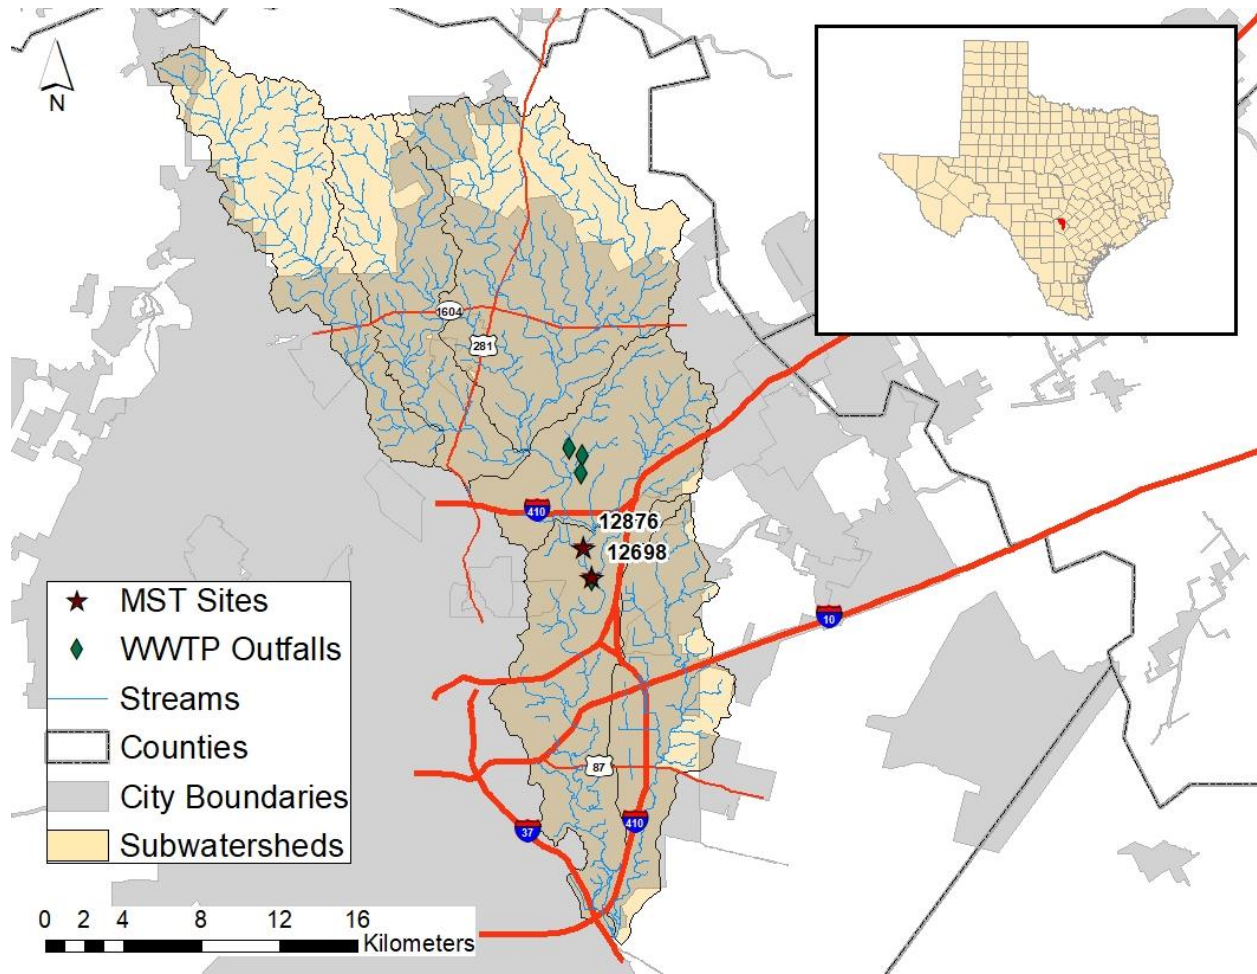 N
1604
281
410
12876
12698
10
87
37
410
MST Sites
WWTP Outfalls
Streams
Counties
City Boundaries
Subwatersheds
0 2 4 8 12 16
Kilometers